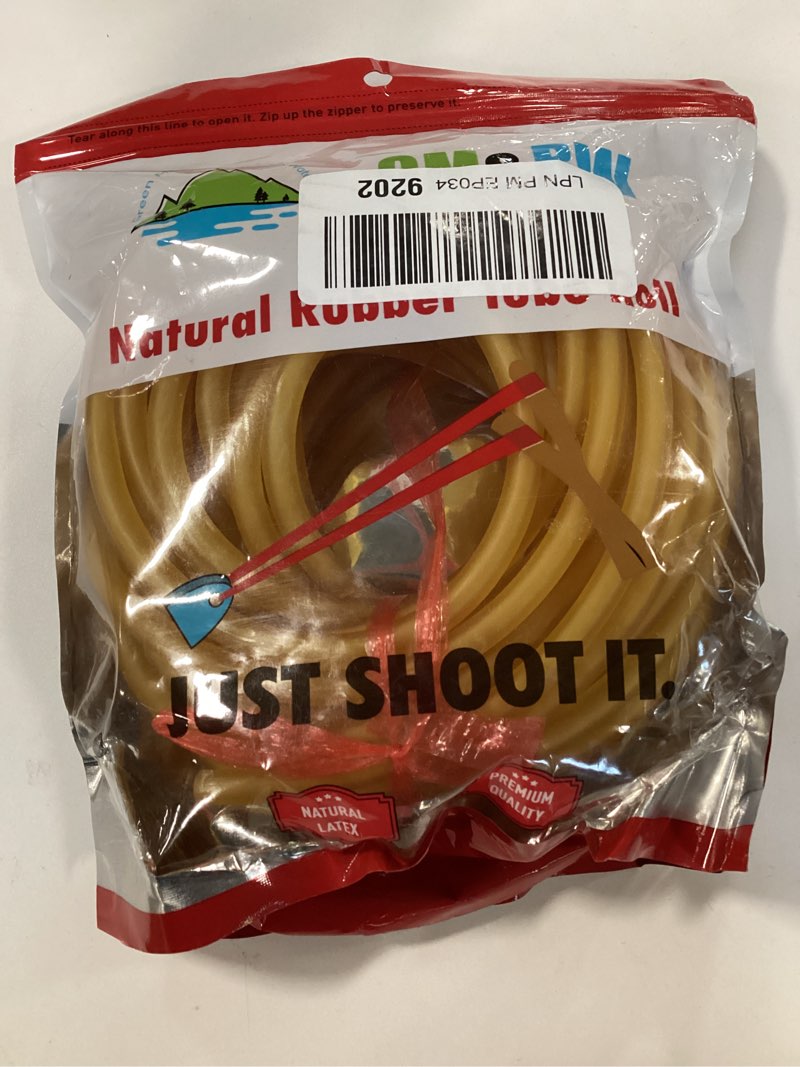 Tear along this line to open it. Zip up the zipper to preserve it.
LPN PM EP034 9202
Natural Rubber Tube Roll
JUST SHOOT IT.
NATURAL
LATEX
PREMIUM
QUALITY